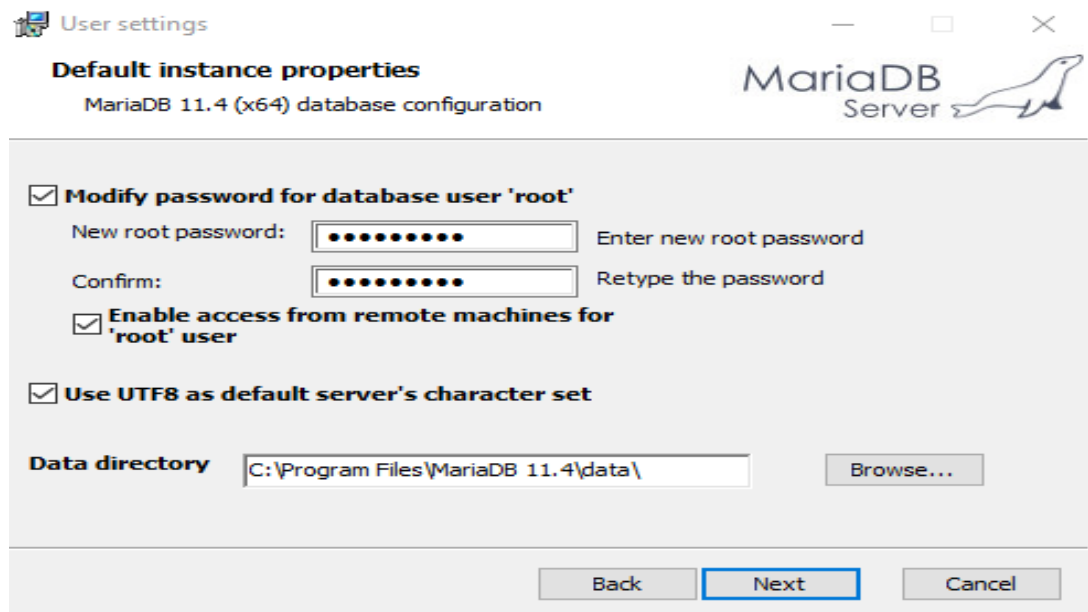 User settings
Default instance properties
MariaDB 11.4 (x64) database configuration
MariaDB
Server
Modify password for database user 'root'
New root password: ●●●●●●●●● Enter new root password
Confirm: ●●●●●●●●● Retype the password
Enable access from remote machines for
'root' user
Use UTF8 as default server's character set
Data directory C:\Program Files\MariaDB 11.4\data\ Browse...
Back Next Cancel